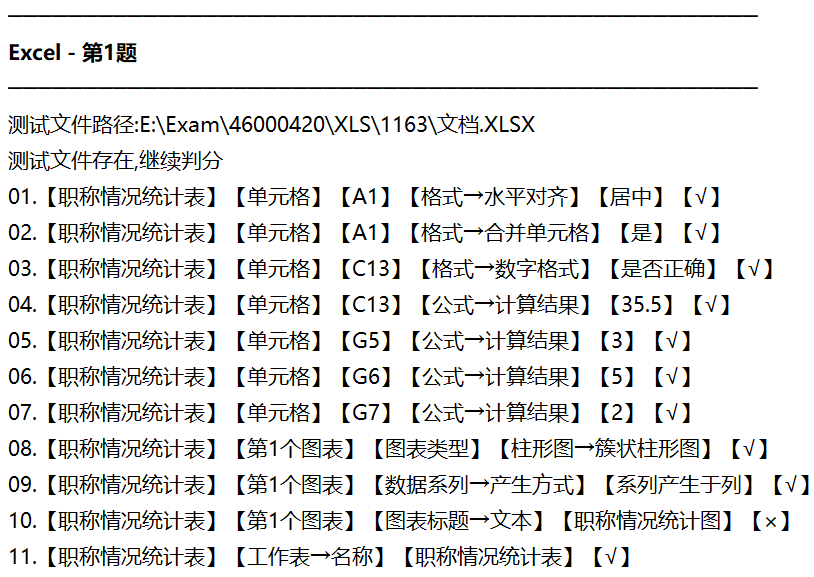 Excel - 第1题
测试文件路径:E:\Exam\46000420\XLS\1163\文档.XLSX
测试文件存在,继续判分
01.【职称情况统计表】【单元格】【A1】【格式→水平对齐】【居中】【√】
02.【职称情况统计表】【单元格】【A1】【格式→合并单元格】【是】【√】
03.【职称情况统计表】【单元格】【C13】【格式→数字格式】【是否正确】【√】
04.【职称情况统计表】【单元格】【C13】【公式→计算结果】【35.5】【√】
05.【职称情况统计表】【单元格】【G5】【公式→计算结果】【3】【√】
06.【职称情况统计表】【单元格】【G6】【公式→计算结果】【5】【√】
07.【职称情况统计表】【单元格】【G7】【公式→计算结果】【2】【√】
08.【职称情况统计表】【第1个图表】【图表类型】【柱形图→簇状柱形图】【√】
09.【职称情况统计表】【第1个图表】【数据系列→产生方式】【系列产生于列】【√】
10.【职称情况统计表】【第1个图表】【图表标题→文本】【职称情况统计图】【×】
11.【职称情况统计表】【工作表→名称】【职称情况统计表】【√】